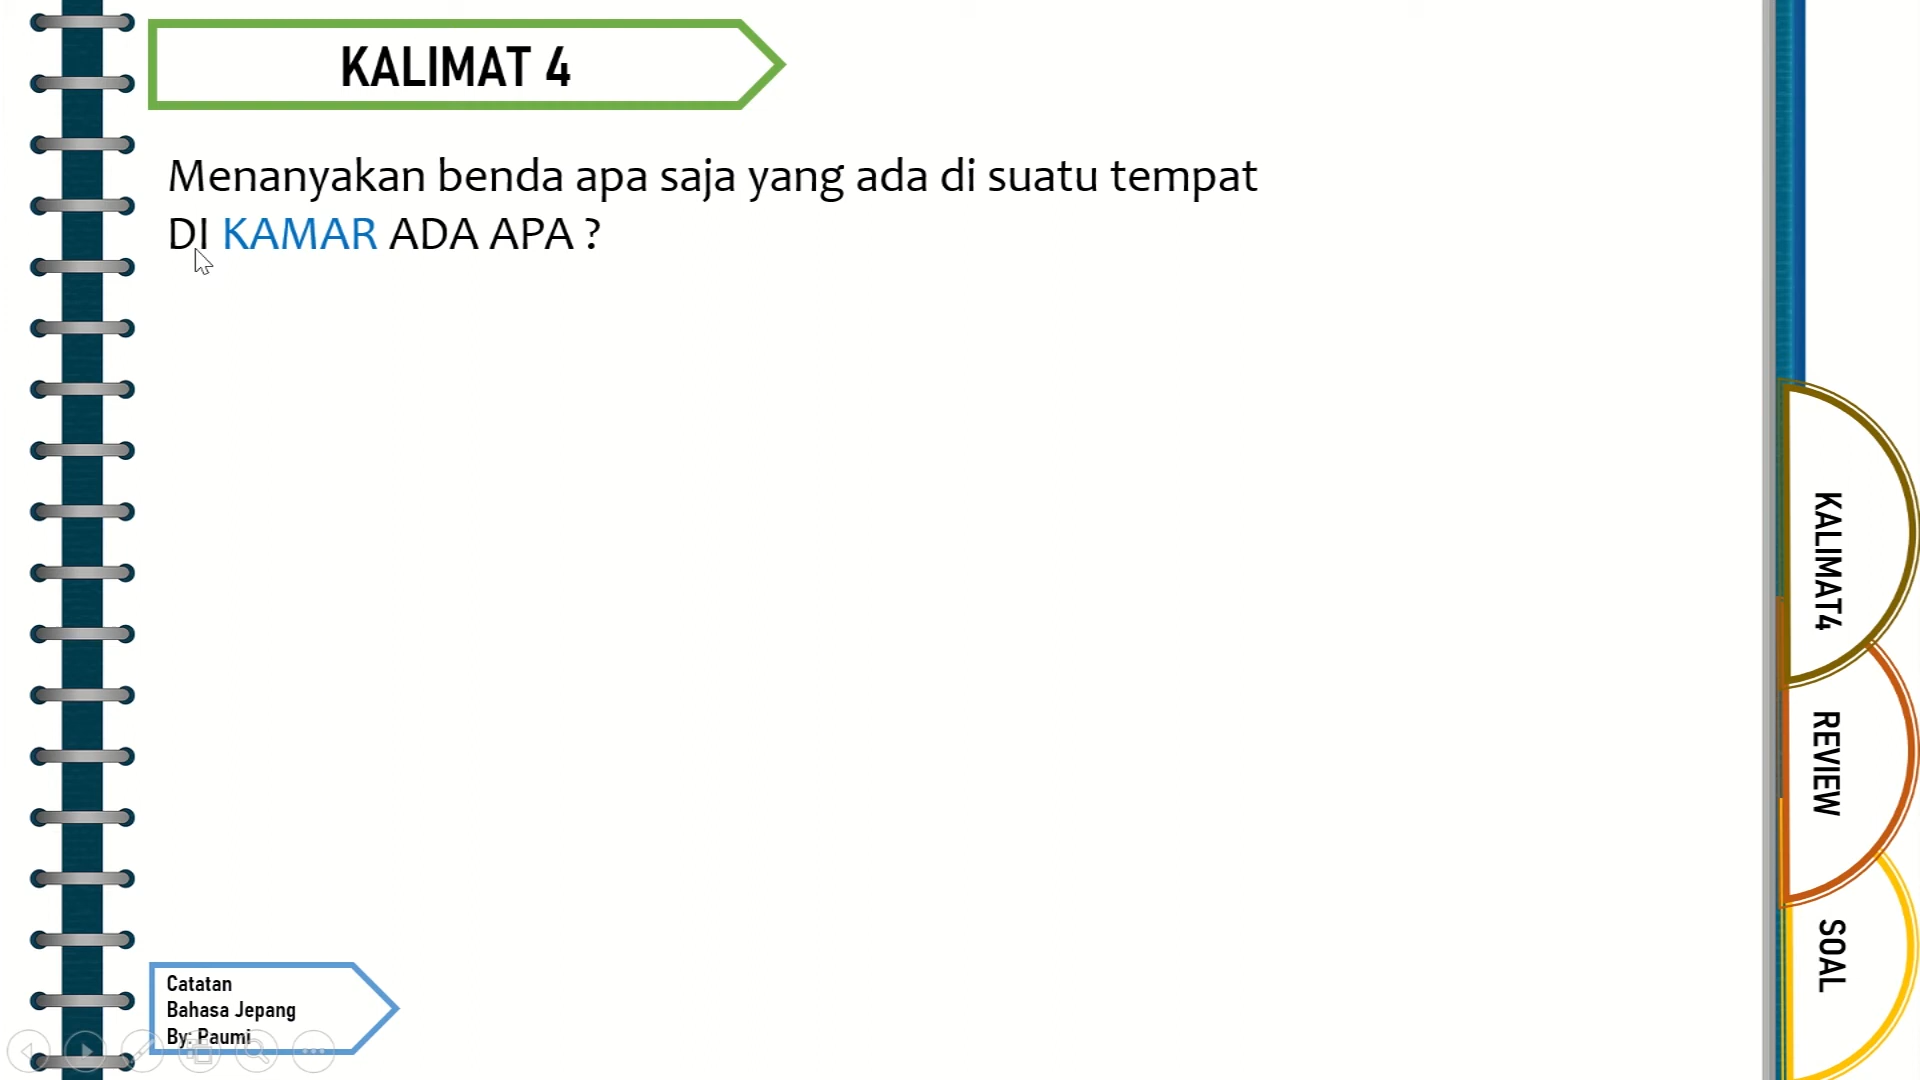 KALIMAT 4
Menanyakan benda apa saja yang ada di suatu tempat
DI KAMAR ADA APA ?
KALIMAT4
REVIEW
SOAL
Catatan
Bahasa Jepang
By: Paumi